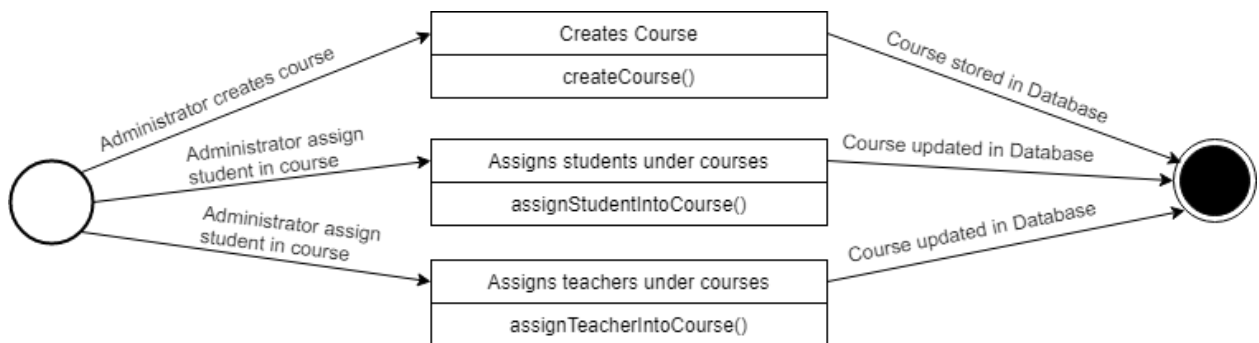 Administrator creates course
Creates Course
createCourse()
Course stored in Database
Administrator assign
student in course
Assigns students under courses
assignStudentIntoCourse()
Course updated in Database
Administrator assign
student in course
Assigns teachers under courses
assignTeacherIntoCourse()
Course updated in Database